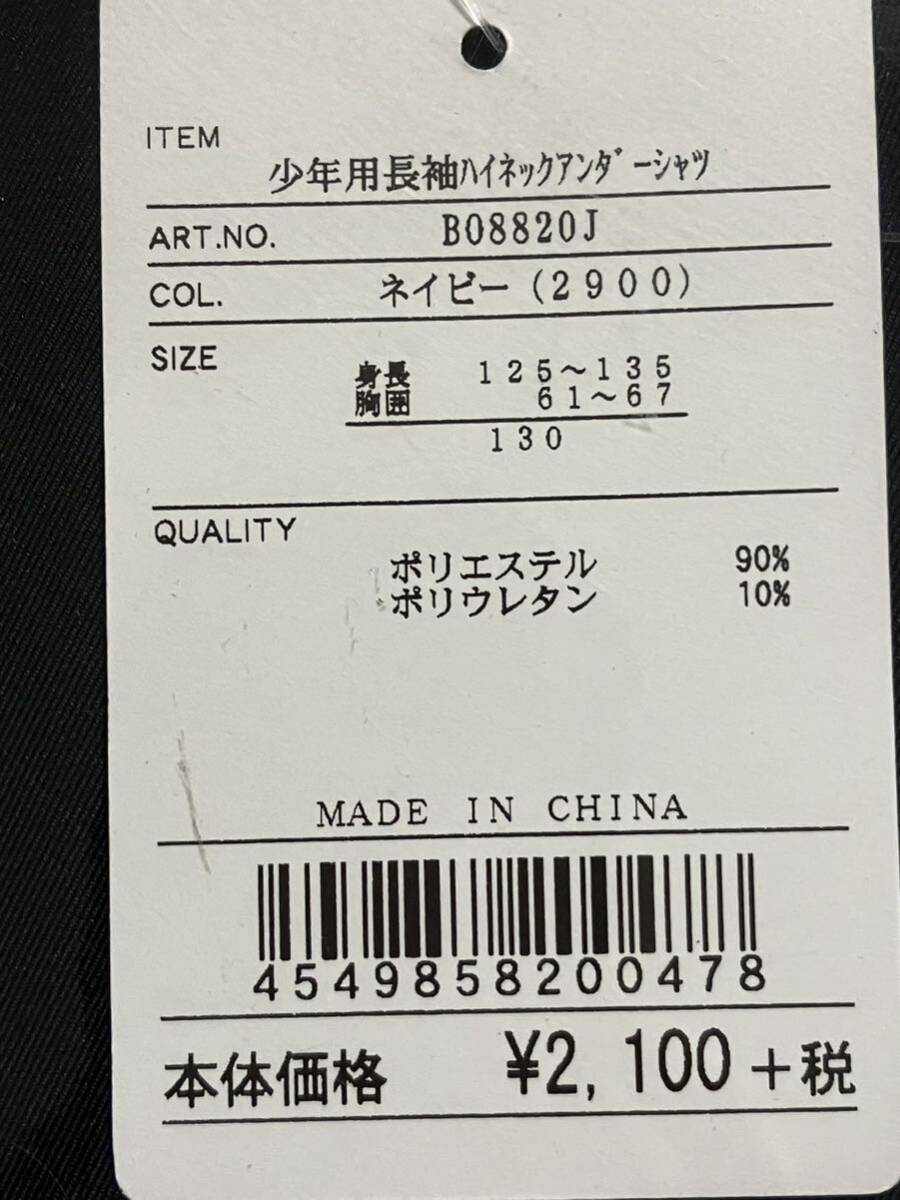 ITEM
少年用長袖ﾊｲﾈｯｸｱﾝﾀﾞｰｼｬﾂ
ART.NO. B08820J
COL. ネイビー(2900)
SIZE
身長 125～135
胸囲 61～67
130
QUALITY
ポリエステル 90%
ポリウレタン 10%
MADE IN CHINA
4549858200478
本体価格 ¥2,100+税